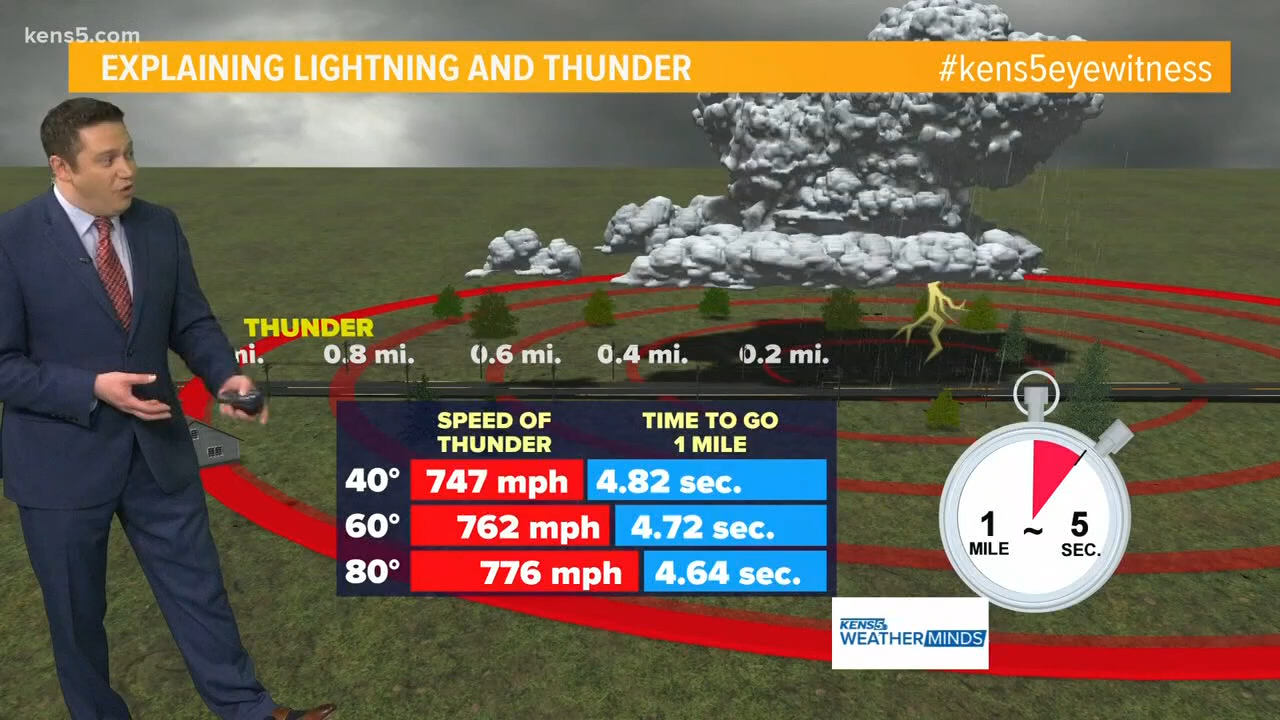 kens5.com
EXPLAINING LIGHTNING AND THUNDER
#kens5eyewitness
THUNDER
mi. 0.8 mi. 0.6 mi. 0.4 mi. 0.2 mi.
SPEED OF THUNDER
TIME TO GO 1 MILE
40° 747 mph 4.82 sec.
60° 762 mph 4.72 sec.
80° 776 mph 4.64 sec.
1 ~ 5
MILE SEC.
KENS 5
WEATHER MINDS